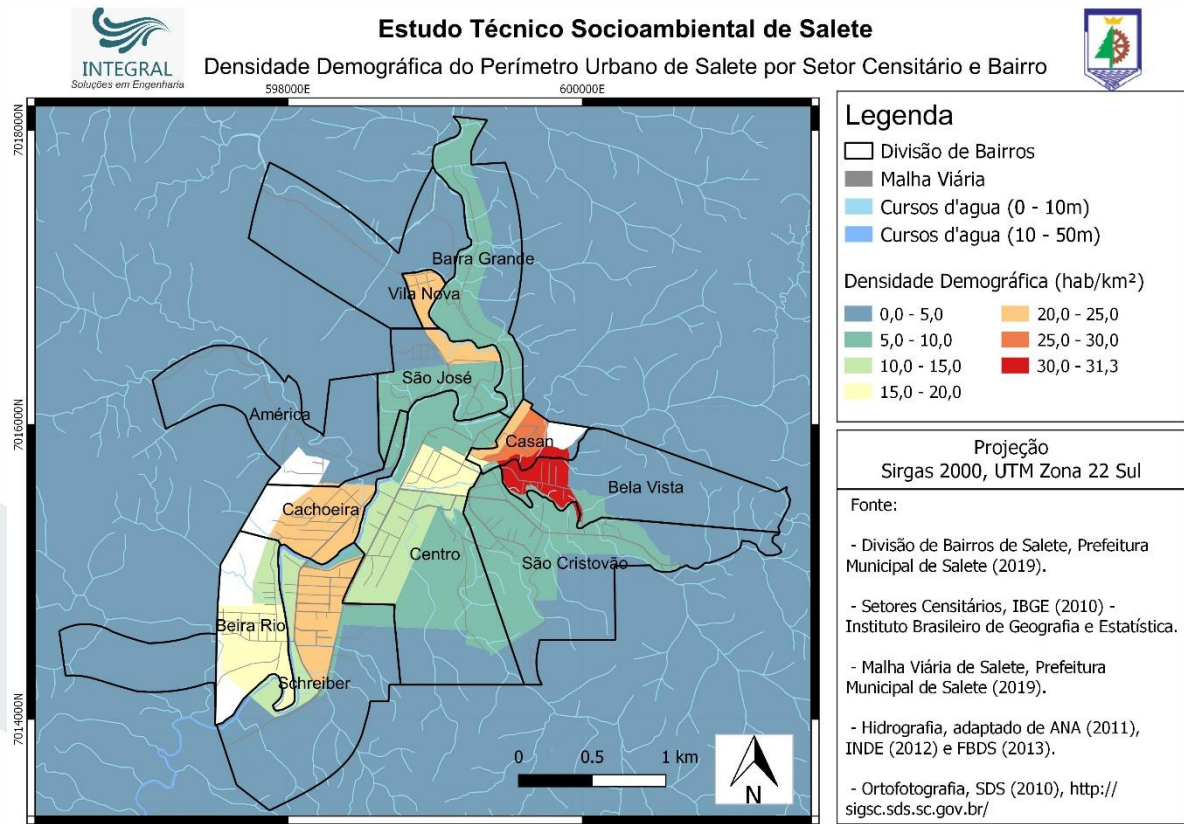 INTEGRAL
Soluções em Engenharia
Estudo Técnico Socioambiental de Salete
Densidade Demográfica do Perímetro Urbano de Salete por Setor Censitário e Bairro
598000E
600000E
7018000N
7016000N
7014000N
Barra Grande
Vila Nova
São José
América
Casan
Bela Vista
Cachoeira
Centro
São Cristovão
Beira Rio
Schreiber
0 0.5 1 km
N
Legenda
Divisão de Bairros
Malha Viária
Cursos d'agua (0 - 10m)
Cursos d'agua (10 - 50m)
Densidade Demográfica (hab/km²)
0,0 - 5,0
5,0 - 10,0
10,0 - 15,0
15,0 - 20,0
20,0 - 25,0
25,0 - 30,0
30,0 - 31,3
Projeção
Sirgas 2000, UTM Zona 22 Sul
Fonte:
- Divisão de Bairros de Salete, Prefeitura
Municipal de Salete (2019).
- Setores Censitários, IBGE (2010) -
Instituto Brasileiro de Geografia e Estatística.
- Malha Viária de Salete, Prefeitura
Municipal de Salete (2019).
- Hidrografia, adaptado de ANA (2011),
INDE (2012) e FBDS (2013).
- Ortofotografia, SDS (2010), http://
sigsc.sds.sc.gov.br/